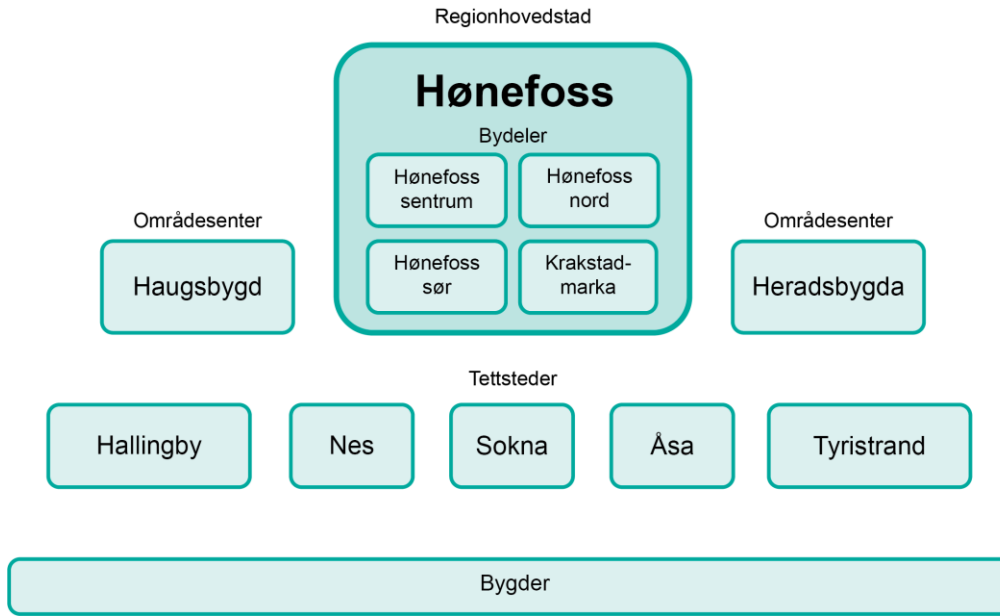 Regionhovedstad
Hønefoss
Bydeler
Hønefoss
sentrum
Hønefoss
nord
Hønefoss
sør
Krakstad-
marka
Områdesenter
Haugsbygd
Områdesenter
Heradsbygda
Tettsteder
Hallingby
Nes
Sokna
Åsa
Tyristrand
Bygder